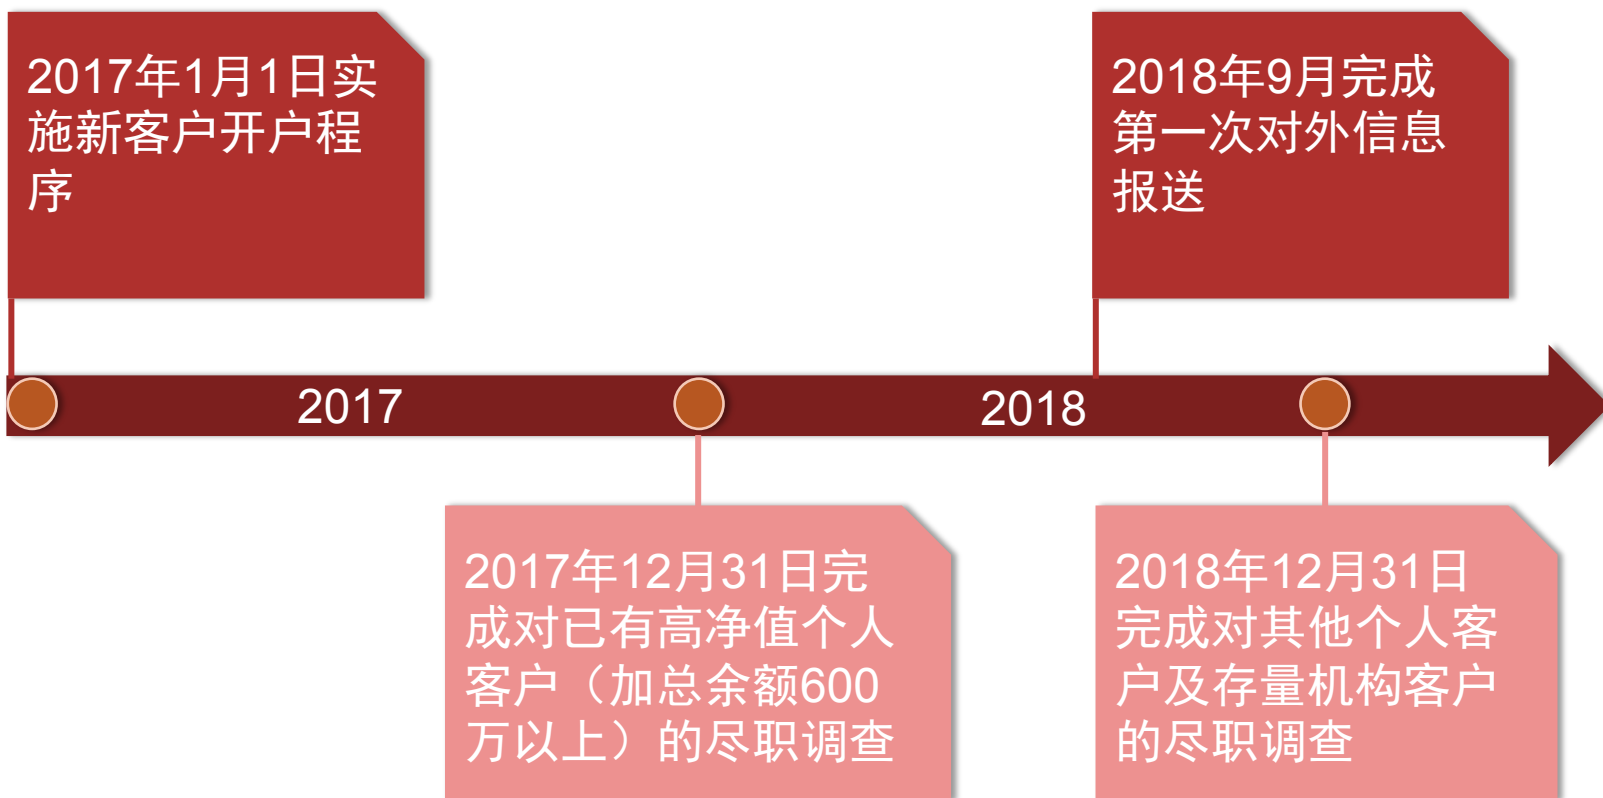 2017年1月1日实
施新客户开户程
序
2018年9月完成
第一次对外信息
报送
2017
2018
2017年12月31日完
成对已有高净值个人
客户（加总余额600
万以上）的尽职调查
2018年12月31日
完成对其他个人客
户及存量机构客户
的尽职调查